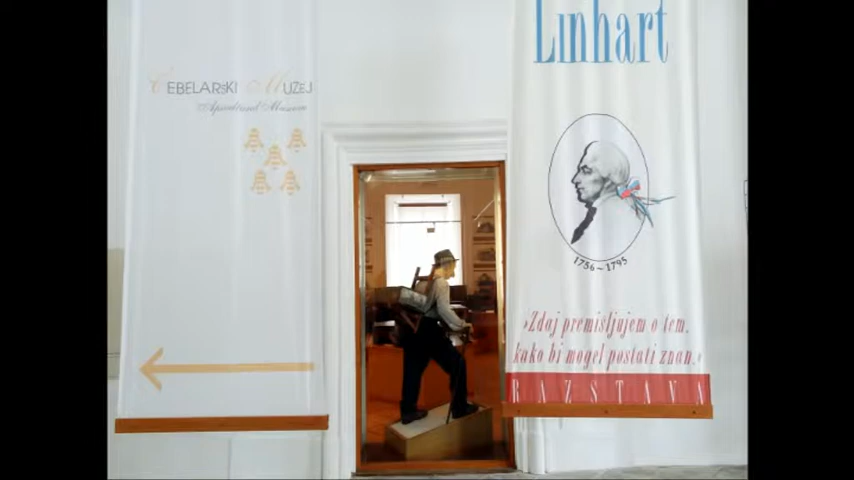 ČEBELARSKI MUZEJ
Apicultural Museum
Linhart
1756–1795
»Zdaj premišljujem o tem,
kako bi mogel postati znan.«
RAZSTAVA